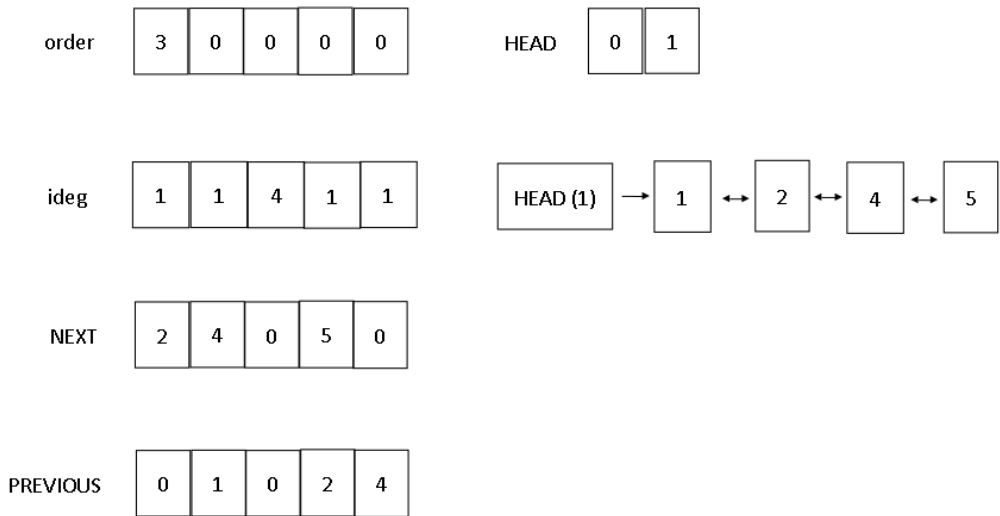 order 3 0 0 0 0 HEAD 0 1
ideg 1 1 4 1 1 HEAD (1) 1 2 4 5
NEXT 2 4 0 5 0
PREVIOUS 0 1 0 2 4